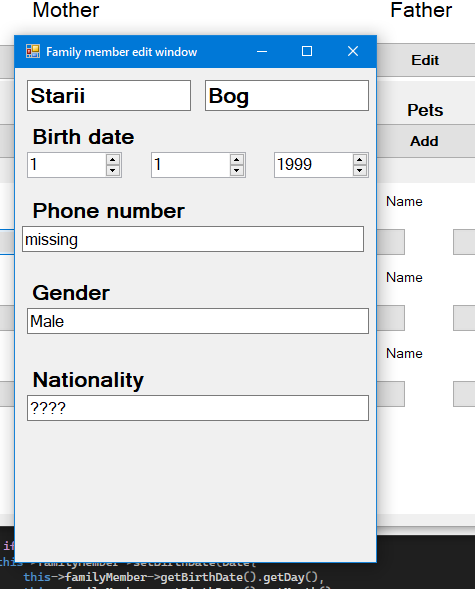 Mother
Father
Family member edit window
Edit
Starii
Bog
Pets
Birth date
Add
1
1
1999
Name
Phone number
missing
Name
Gender
Male
Name
Nationality
????
if
this->familyMember->setBirthDate(Date{
this->familyMember->getBirthDate().getDay(),